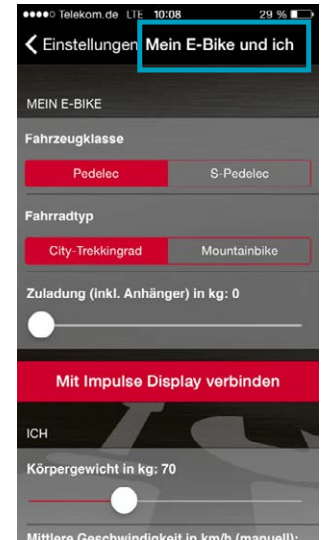 Telekom.de LTE 10:08 29 %
Einstellungen Mein E-Bike und ich
MEIN E-BIKE
Fahrzeugklasse
Pedelec S-Pedelec
Fahrradtyp
City-Trekkingrad Mountainbike
Zuladung (inkl. Anhänger) in kg: 0
Mit Impulse Display verbinden
ICH
Körpergewicht in kg: 70
Mittlere Geschwindigkeit in km/h (manuell):